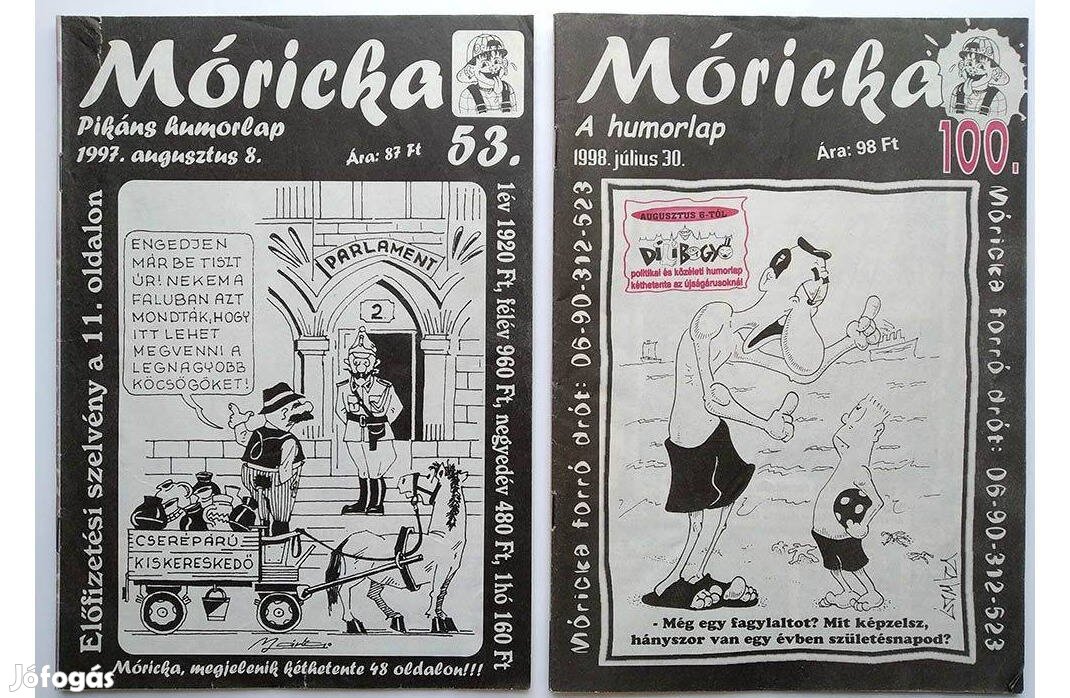 Móricka
Pikáns humorlap
1997. augusztus 8.
Ára: 87 Ft
53.
Előfizetési szelvény a 11. oldalon
1év 1920 Ft, félév 960 Ft, negyedév 480 Ft, 1hó 160 Ft
ENGEDJEN
MÁR BE TISZT
ÚR! NEKEM A
FALUBAN AZT
MONDTÁK, HOGY
ITT LEHET
MEGVENNI A
LEGNAGYOBB
KÖCSÖGÖKET!
PARLAMENT
2
CSERÉPÁRÚ
KISKERESKEDŐ
Móricka, megjelenik kéthetente 48 oldalon!!!
Móricka
A humorlap
1998. július 30.
Ára: 98 Ft
100.
Móricka forró drót: 06-90-312-523
Móricka forró drót: 06-90-312-523
AUGUSZTUS 6-TÓL
DILIBOGYÓ
politikai és közéleti humorlap
kéthetente az újságárusoknál
- Még egy fagylaltot? Mit képzelsz,
hányszor van egy évben születésnapod?
Jófogás